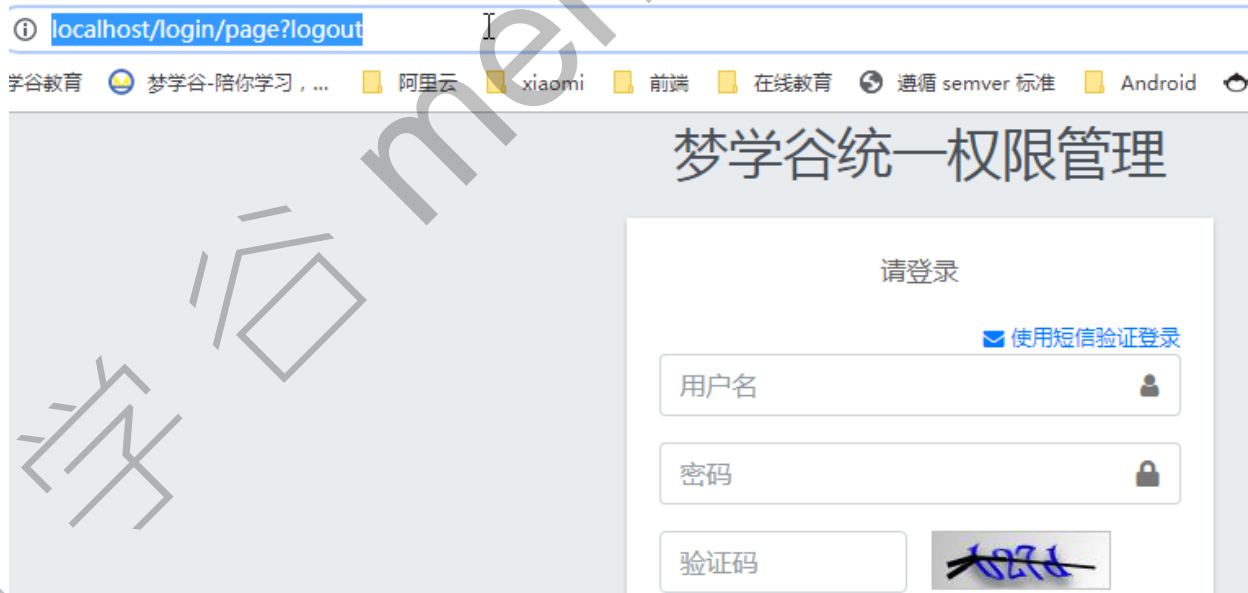 localhost/login/page?logout
学谷教育 梦学谷-陪你学习，... 阿里云 xiaomi 前端 在线教育 遵循 semver 标准 Android
梦学谷统一权限管理
请登录
使用短信验证登录
用户名
密码
验证码
学谷 me